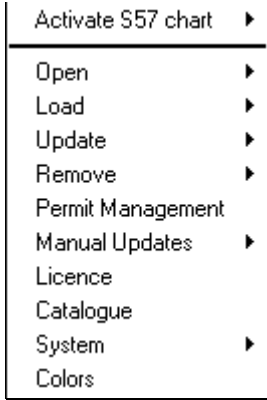 Activate S57 chart
Open
Load
Update
Remove
Permit Management
Manual Updates
Licence
Catalogue
System
Colors